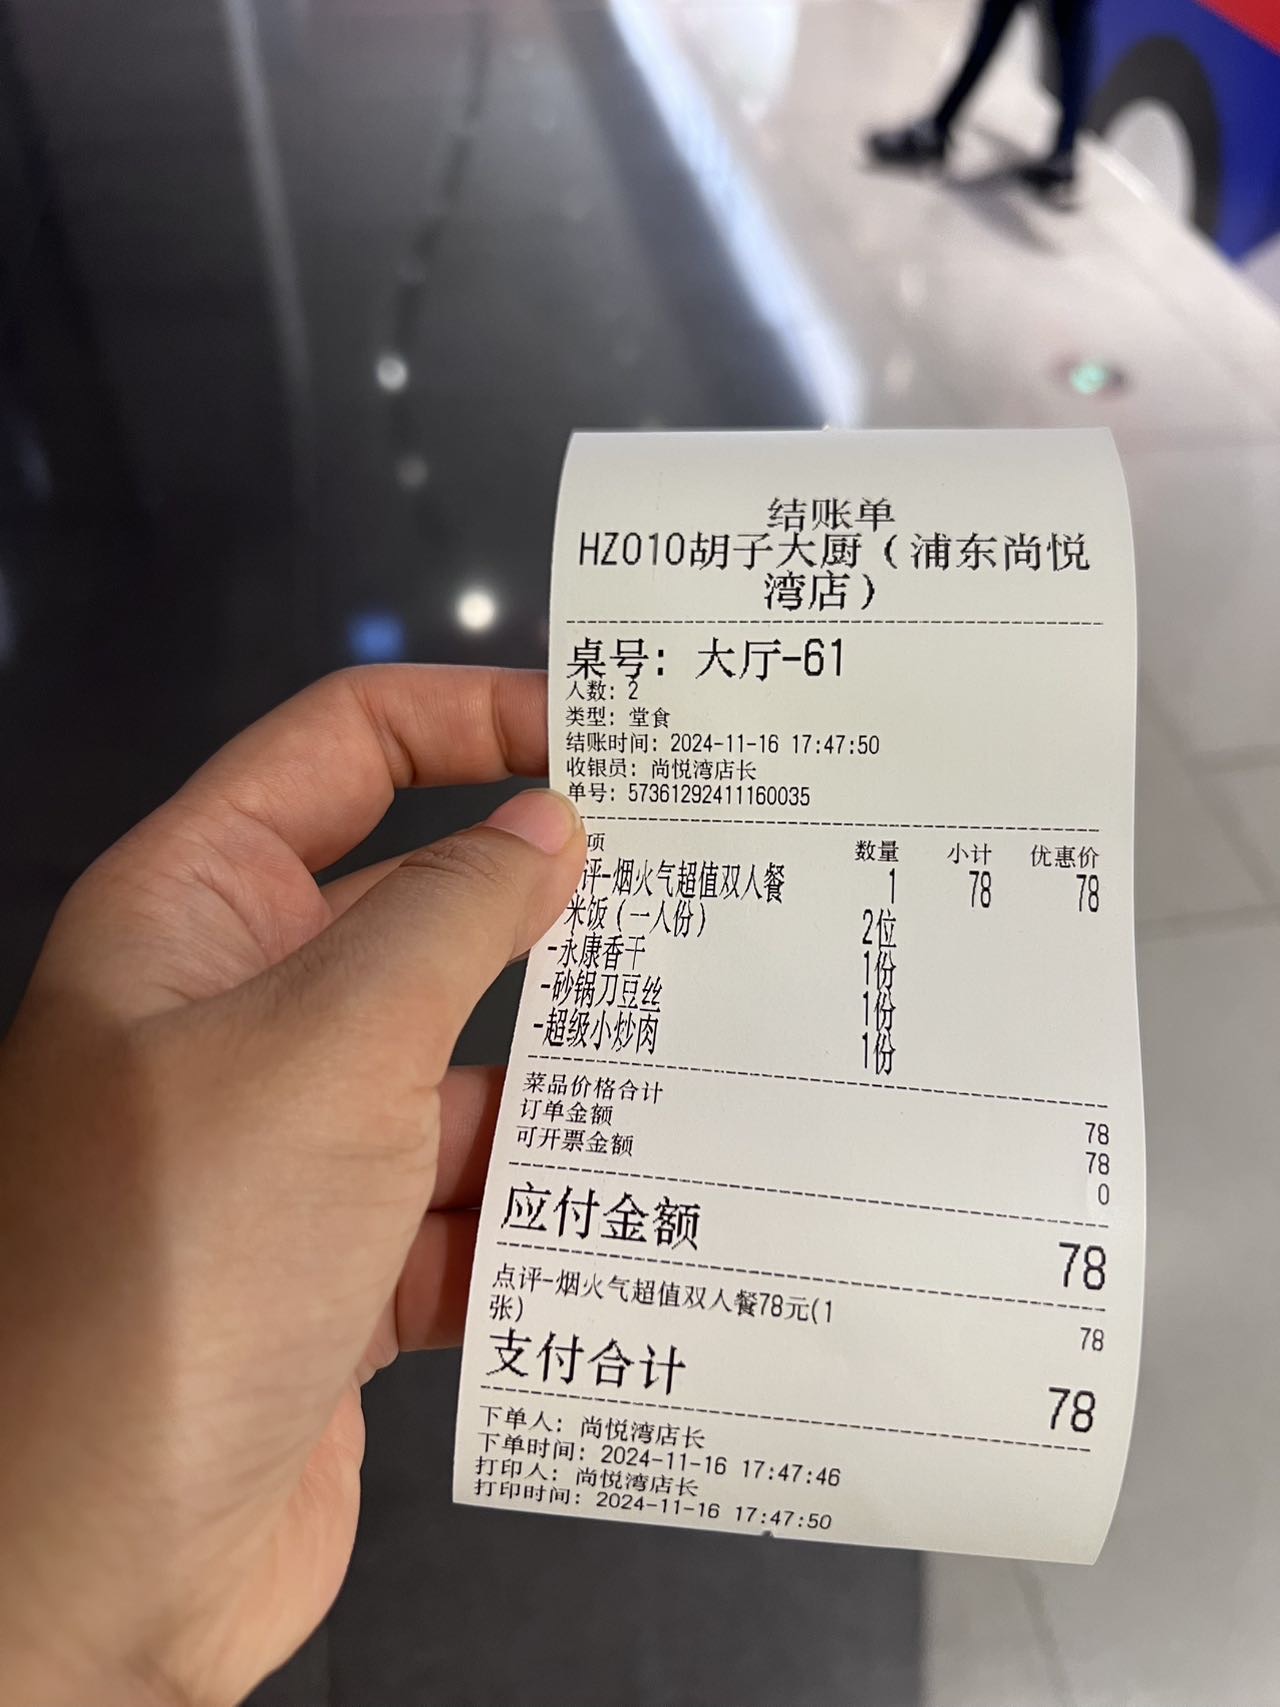 结账单
HZ010胡子大厨（浦东尚悦
湾店）
桌号: 大厅-61
人数: 2
类型: 堂食
结账时间: 2024-11-16 17:47:50
收银员: 尚悦湾店长
单号: 57361292411160035
项 数量 小计 优惠价
评-烟火气超值双人餐 1 78 78
米饭（一人份） 2位
-永康香干 1份
-砂锅刀豆丝 1份
-超级小炒肉 1份
菜品价格合计 78
订单金额 78
可开票金额 0
应付金额 78
点评-烟火气超值双人餐78元(1
张) 78
支付合计 78
下单人: 尚悦湾店长
下单时间: 2024-11-16 17:47:46
打印人: 尚悦湾店长
打印时间: 2024-11-16 17:47:50